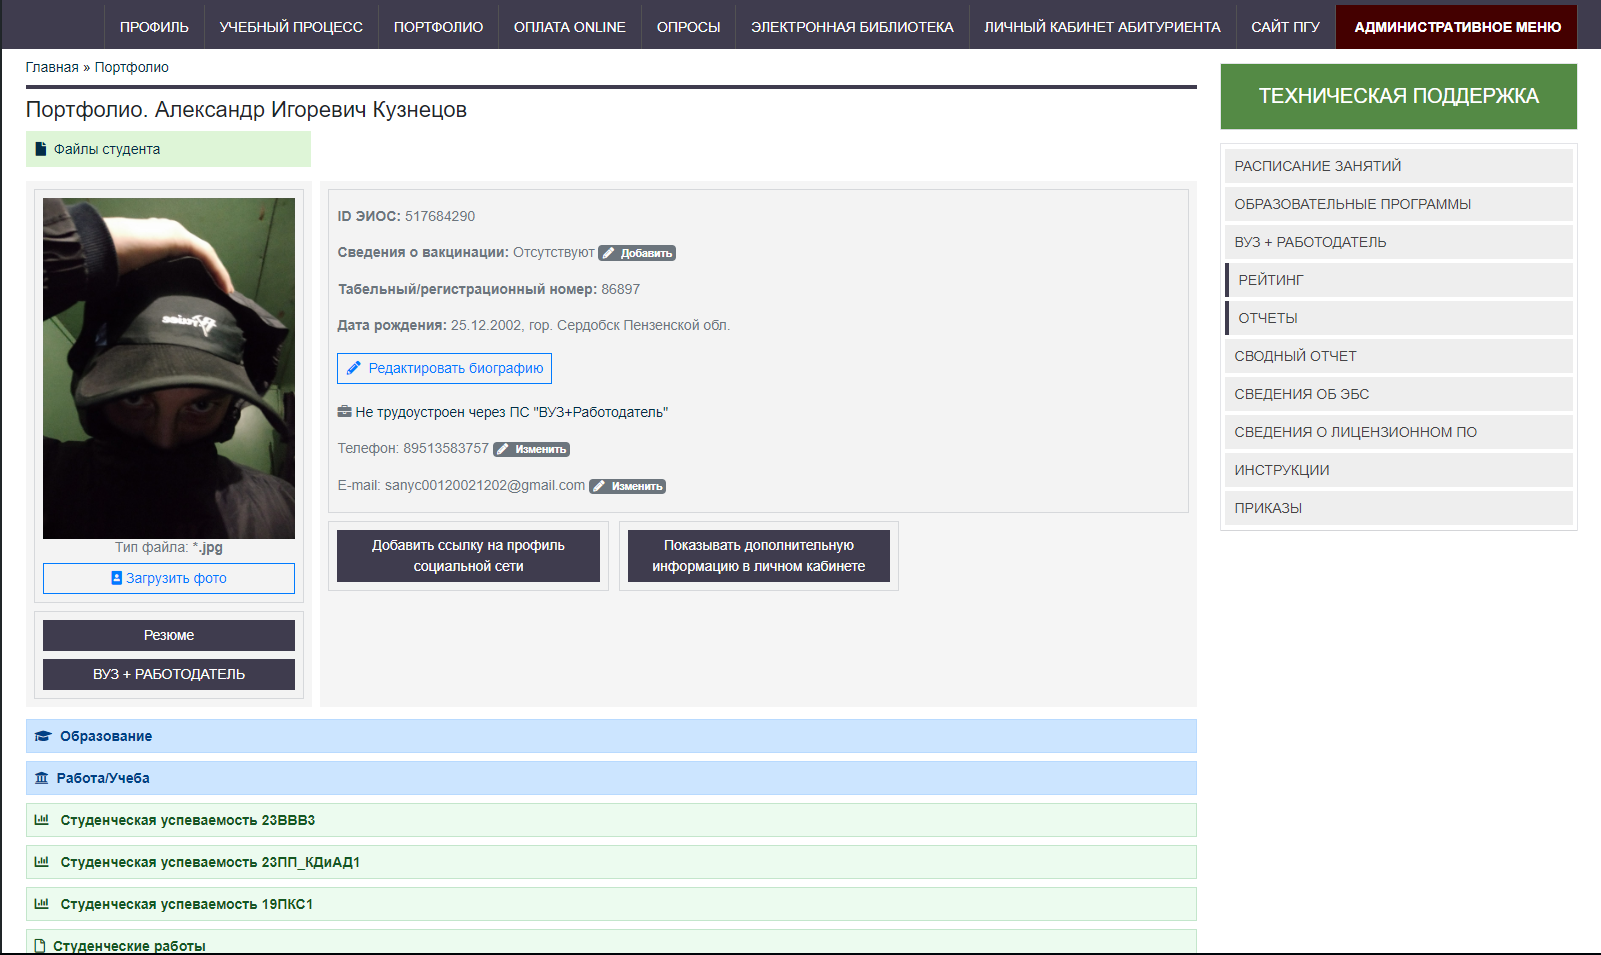 ПРОФИЛЬ
УЧЕБНЫЙ ПРОЦЕСС
ПОРТФОЛИО
ОПЛАТА ONLINE
ОПРОСЫ
ЭЛЕКТРОННАЯ БИБЛИОТЕКА
ЛИЧНЫЙ КАБИНЕТ АБИТУРИЕНТА
САЙТ ПГУ
АДМИНИСТРАТИВНОЕ МЕНЮ
Главная » Портфолио
Портфолио. Александр Игоревич Кузнецов
Файлы студента
Тип файла: *.jpg
Загрузить фото
Резюме
ВУЗ + РАБОТОДАТЕЛЬ
ID ЭИОС: 517684290
Сведения о вакцинации: Отсутствуют Добавить
Табельный/регистрационный номер: 86897
Дата рождения: 25.12.2002, гор. Сердобск Пензенской обл.
Редактировать биографию
Не трудоустроен через ПС "ВУЗ+Работодатель"
Телефон: 89513583757 Изменить
E-mail: sanyc00120021202@gmail.com Изменить
Добавить ссылку на профиль
социальной сети
Показывать дополнительную
информацию в личном кабинете
Образование
Работа/Учеба
Студенческая успеваемость 23ВВВ3
Студенческая успеваемость 23ПП_КДиАД1
Студенческая успеваемость 19ПКС1
Студенческие работы
ТЕХНИЧЕСКАЯ ПОДДЕРЖКА
РАСПИСАНИЕ ЗАНЯТИЙ
ОБРАЗОВАТЕЛЬНЫЕ ПРОГРАММЫ
ВУЗ + РАБОТОДАТЕЛЬ
РЕЙТИНГ
ОТЧЕТЫ
СВОДНЫЙ ОТЧЕТ
СВЕДЕНИЯ ОБ ЭБС
СВЕДЕНИЯ О ЛИЦЕНЗИОННОМ ПО
ИНСТРУКЦИИ
ПРИКАЗЫ